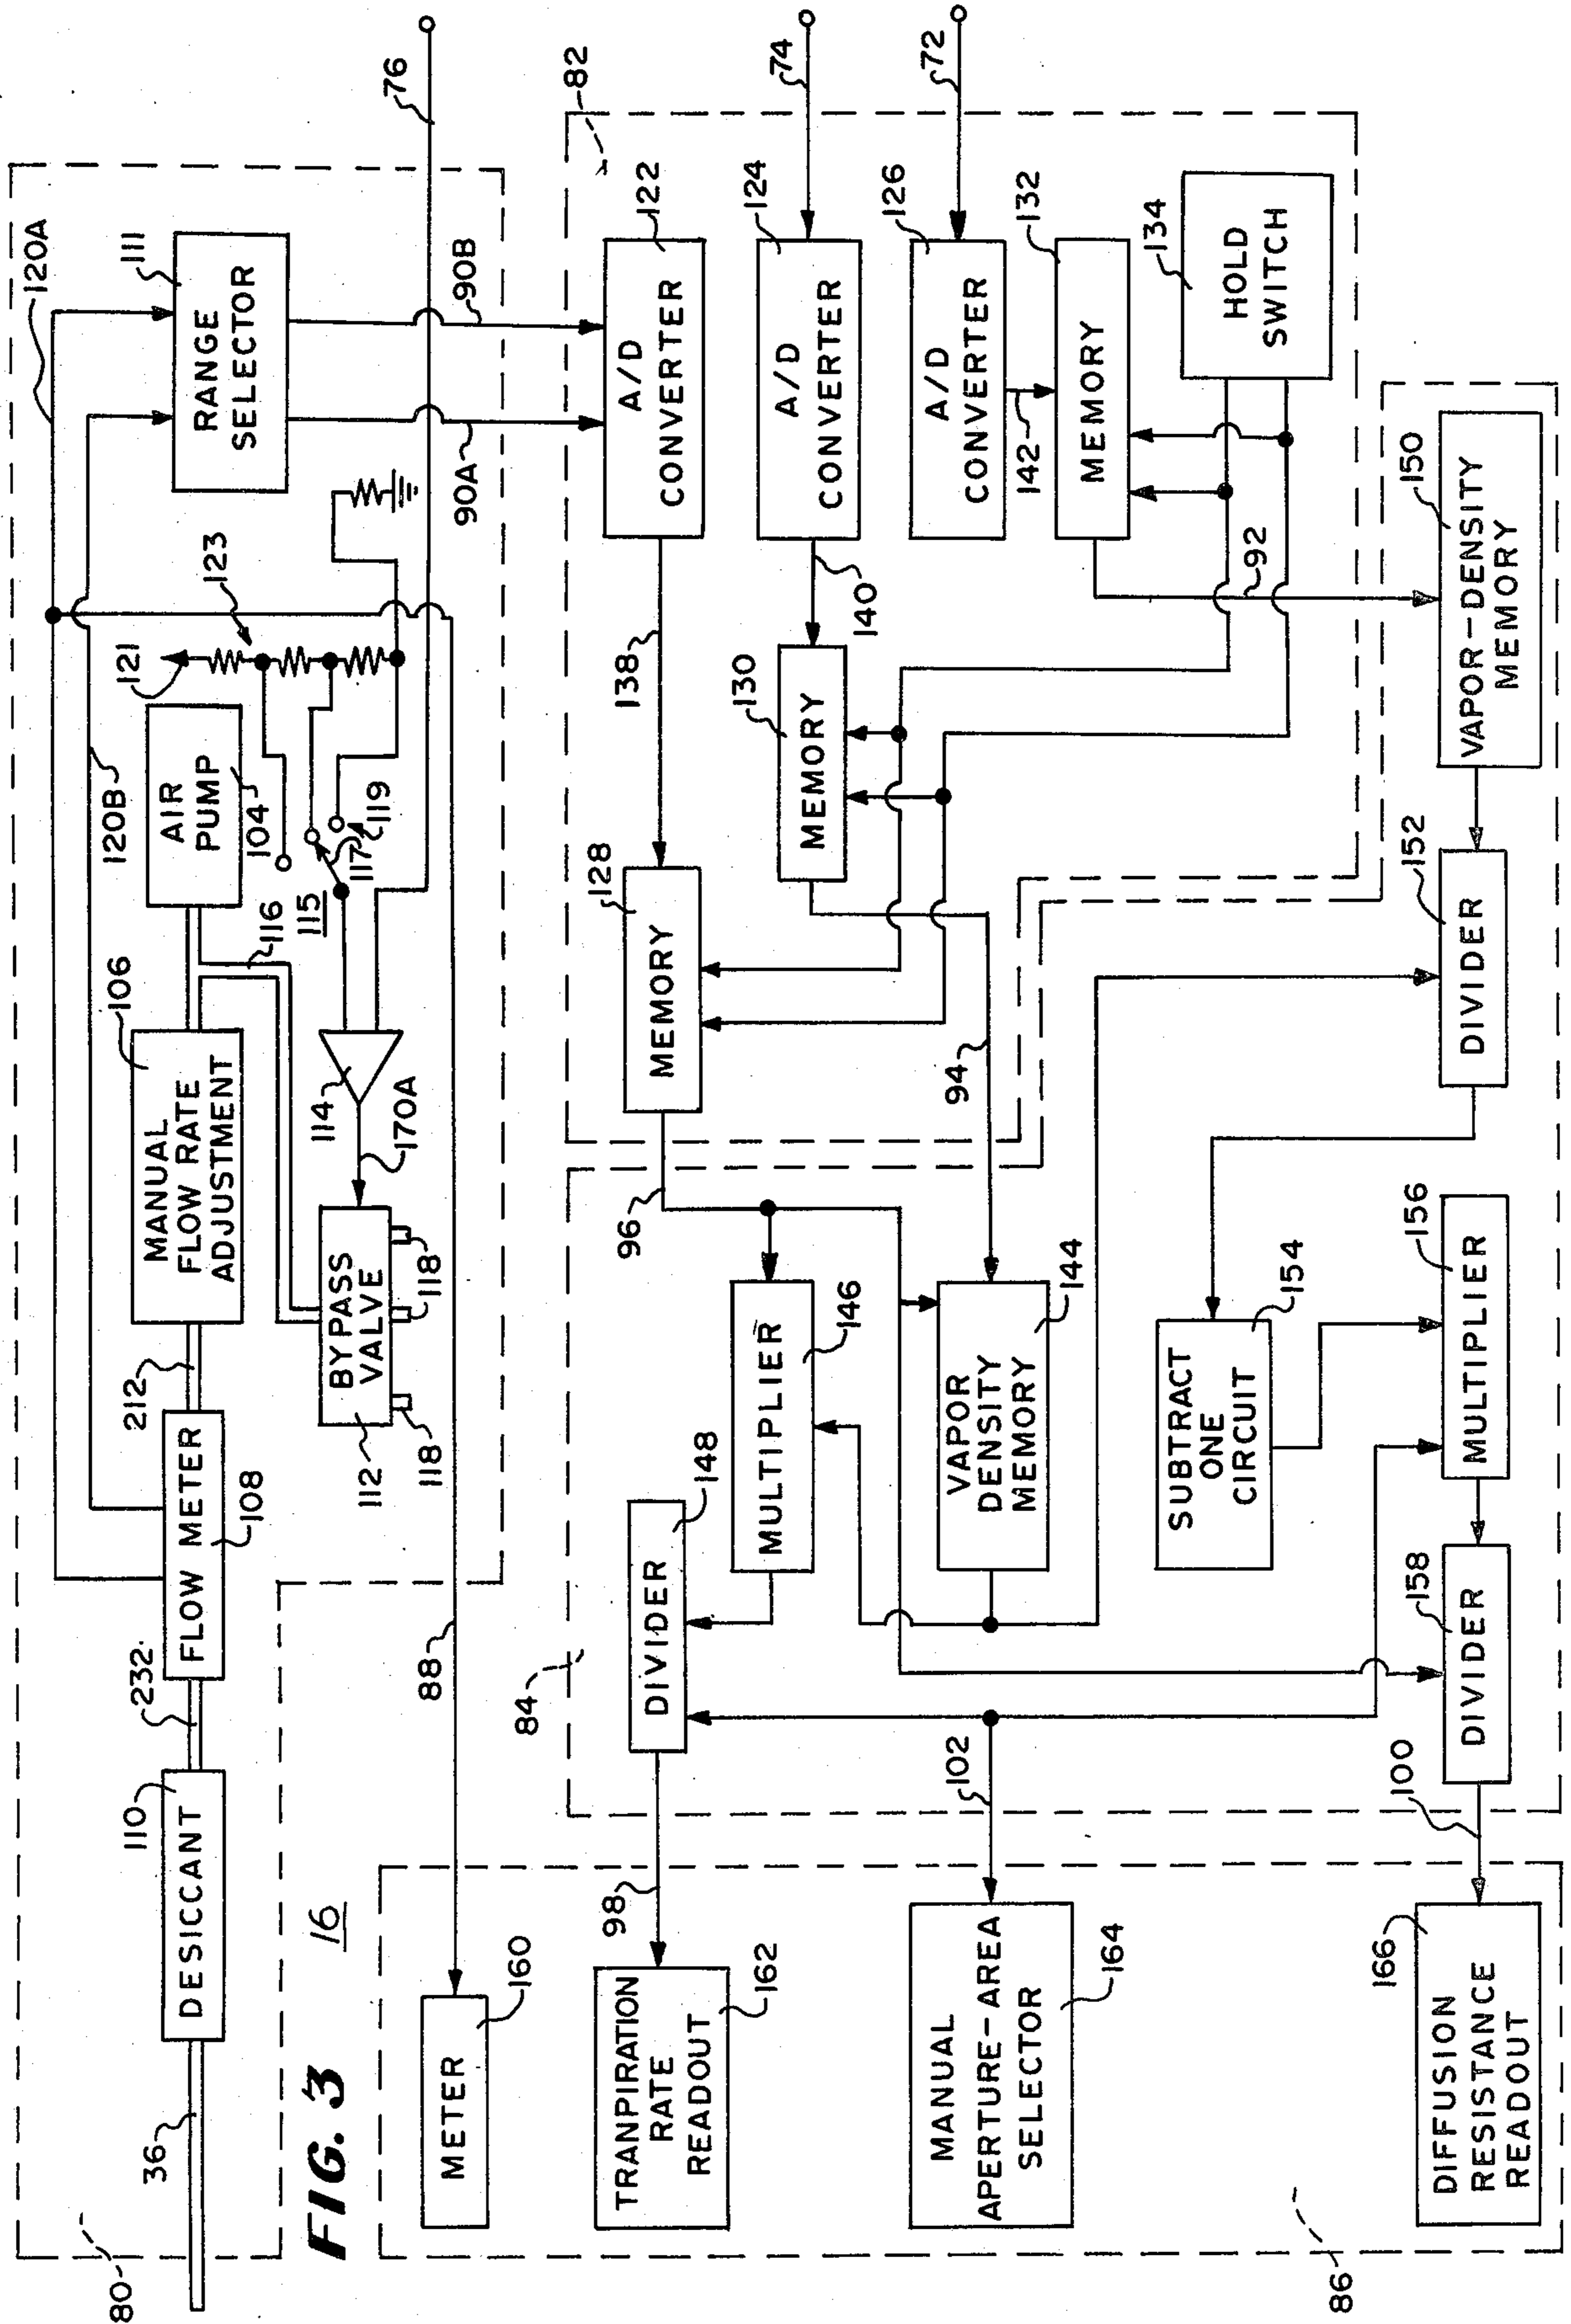 76
120A
111
RANGE
SELECTOR
90B
90A
123
121
120B
AIR
PUMP
104
119
117
115
116
106
MANUAL
FLOW RATE
ADJUSTMENT
114
170A
212
BYPASS
VALVE
118
118
118
112
FLOW METER
108
232
110
DESICCANT
36
80
88
FIG. 3
16
82
74
72
122
A/D
CONVERTER
124
A/D
CONVERTER
126
A/D
CONVERTER
132
MEMORY
142
134
HOLD
SWITCH
138
140
92
130
MEMORY
128
MEMORY
94
96
150
VAPOR-DENSITY
MEMORY
152
DIVIDER
146
MULTIPLIER
144
VAPOR
DENSITY
MEMORY
154
SUBTRACT
ONE
CIRCUIT
156
MULTIPLIER
148
DIVIDER
84
158
DIVIDER
98
102
100
160
METER
162
TRANPIRATION
RATE
READOUT
164
MANUAL
APERTURE-AREA
SELECTOR
166
DIFFUSION
RESISTANCE
READOUT
86